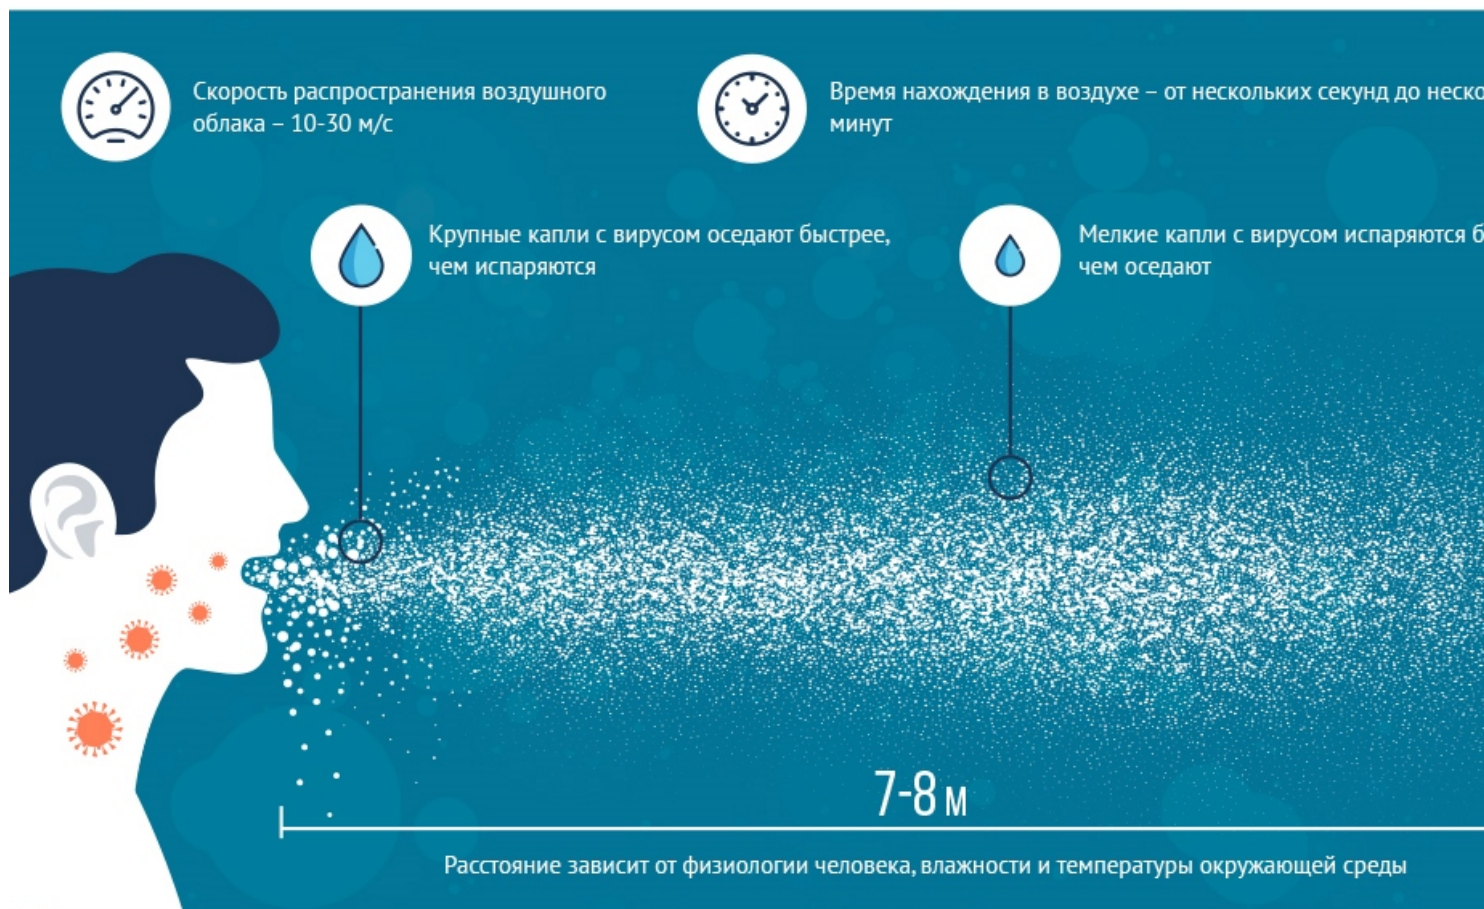 Скорость распространения воздушного
облака – 10-30 м/с
Время нахождения в воздухе – от нескольких секунд до
минут
Крупные капли с вирусом оседают быстрее,
чем испаряются
Мелкие капли с вирусом испаряются
чем оседают
7-8 м
Расстояние зависит от физиологии человека, влажности и температуры окружающей среды